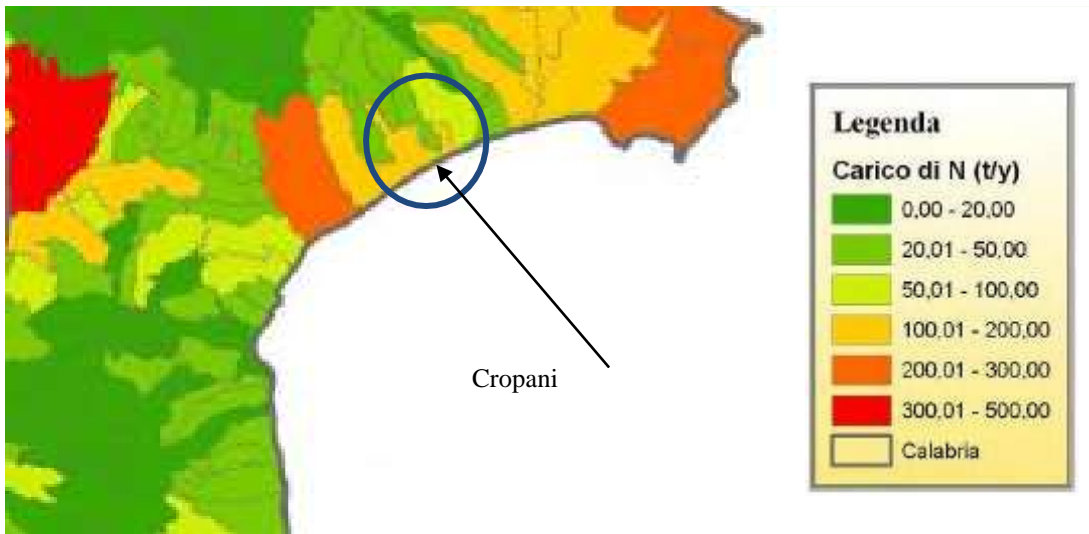 Cropani
Legenda
Carico di N (t/y)
0,00 - 20,00
20,01 - 50,00
50,01 - 100,00
100,01 - 200,00
200,01 - 300,00
300,01 - 500,00
Calabria